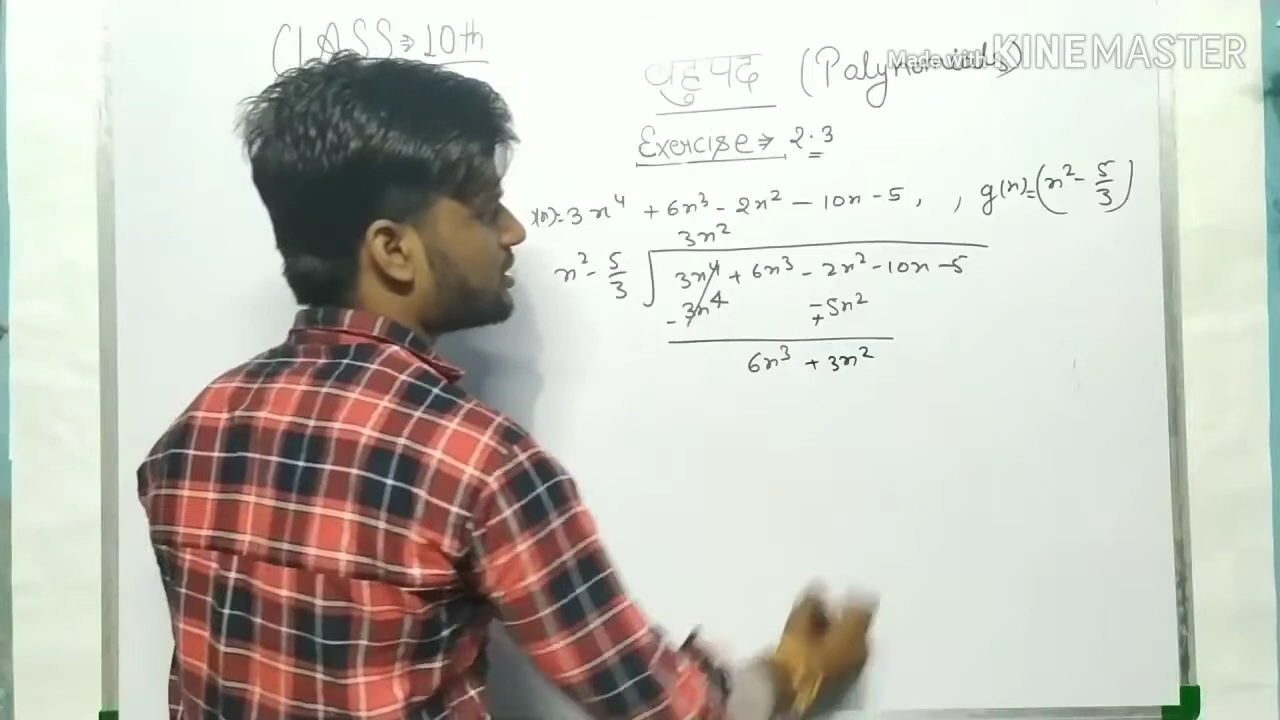 CLASS ⇒ 10th
Made with KINEMASTER
बहुपद (Polynomials)
Exercise ⇒ 2.3
p(x) = 3x⁴ + 6x³ - 2x² - 10x - 5, , g(x) = (x² - 5/3)
3x²
x² - 5/3 3x⁴ + 6x³ - 2x² - 10x - 5
- 3x⁴ - 5x²
+
6x³ + 3x²